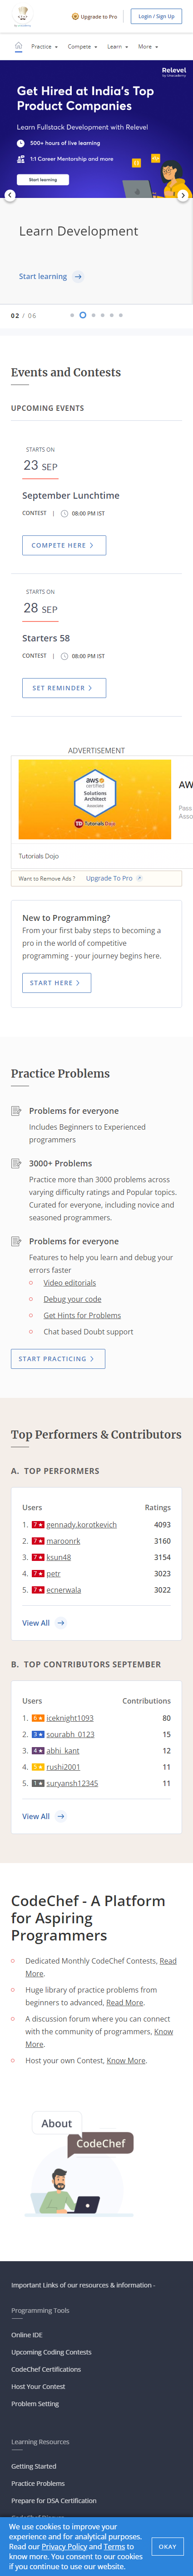 Upgrade to Pro
Login / Sign Up
Practice Compete Learn More
Relevel
by Unacademy
Get Hired at India's Top
Product Companies
Learn Fullstack Development with Relevel
500+ hours of live learning
1:1 Career Mentorship and more
Start learning
Learn Development
Start learning
02 / 06
Events and Contests
UPCOMING EVENTS
STARTS ON
23 SEP
September Lunchtime
CONTEST | 08:00 PM IST
COMPETE HERE
STARTS ON
28 SEP
Starters 58
CONTEST | 08:00 PM IST
SET REMINDER
ADVERTISEMENT
aws
certified
Solutions
Architect
Associate
Tutorials Dojo
AW
Pass
Asso
Tutorials Dojo
Want to Remove Ads ? Upgrade To Pro
New to Programming?
From your first baby steps to becoming a
pro in the world of competitive
programming - your journey begins here.
START HERE
Practice Problems
Problems for everyone
Includes Beginners to Experienced
programmers
3000+ Problems
Practice more than 3000 problems across
varying difficulty ratings and Popular topics.
Curated for everyone, including novice and
seasoned programmers.
Problems for everyone
Features to help you learn and debug your
errors faster
Video editorials
Debug your code
Get Hints for Problems
Chat based Doubt support
START PRACTICING
Top Performers & Contributors
A. TOP PERFORMERS
Users Ratings
1. 7★ gennady.korotkevich 4093
2. 7★ maroonrk 3160
3. 7★ ksun48 3154
4. 7★ petr 3023
5. 7★ ecnerwala 3022
View All
B. TOP CONTRIBUTORS SEPTEMBER
Users Contributions
1. 6★ iceknight1093 80
2. 3★ sourabh_0123 15
3. 4★ abhi_kant 12
4. 5★ rushi2001 11
5. 1★ suryansh12345 11
View All
CodeChef - A Platform
for Aspiring
Programmers
Dedicated Monthly CodeChef Contests, Read
More.
Huge library of practice problems from
beginners to advanced, Read More.
A discussion forum where you can connect
with the community of programmers, Know
More.
Host your own Contest, Know More.
About
CodeChef
Important Links of our resources & information -
Programming Tools
Online IDE
Upcoming Coding Contests
CodeChef Certifications
Host Your Contest
Problem Setting
Learning Resources
Getting Started
Practice Problems
Prepare for DSA Certification
We use cookies to improve your
experience and for analytical purposes.
Read our Privacy Policy and Terms to
know more. You consent to our cookies
if you continue to use our website.
OKAY